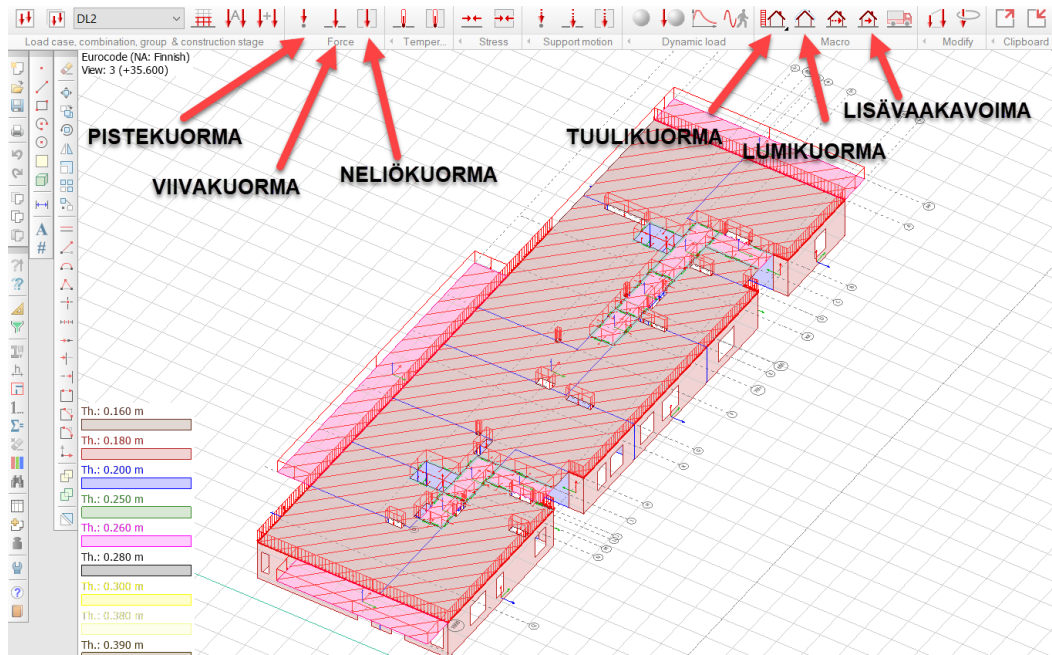 DL2
Load case, combination, group & construction stage
Force
Temper...
Stress
Support motion
Dynamic load
Macro
Modify
Clipboard
Eurocode (NA: Finnish)
View: 3 (+35.600)
PISTEKUORMA
VIIVAKUORMA
NELIÖKUORMA
TUULIKUORMA
LUMIKUORMA
LISÄVAAKAVOIMA
Th.: 0.160 m
Th.: 0.180 m
Th.: 0.200 m
Th.: 0.250 m
Th.: 0.260 m
Th.: 0.280 m
Th.: 0.300 m
Th.: 0.380 m
Th.: 0.390 m